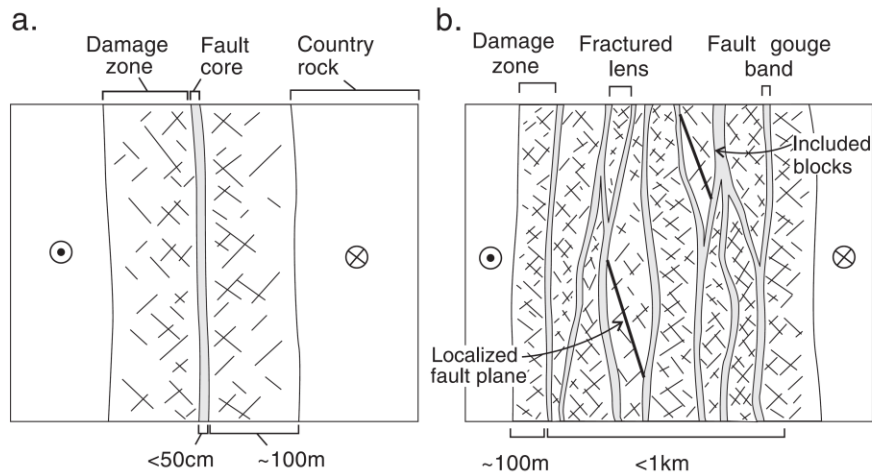 a.
Damage zone
Fault core
Country rock
<50cm
~100m
b.
Damage zone
Fractured lens
Fault gouge band
Included blocks
Localized fault plane
~100m
<1km